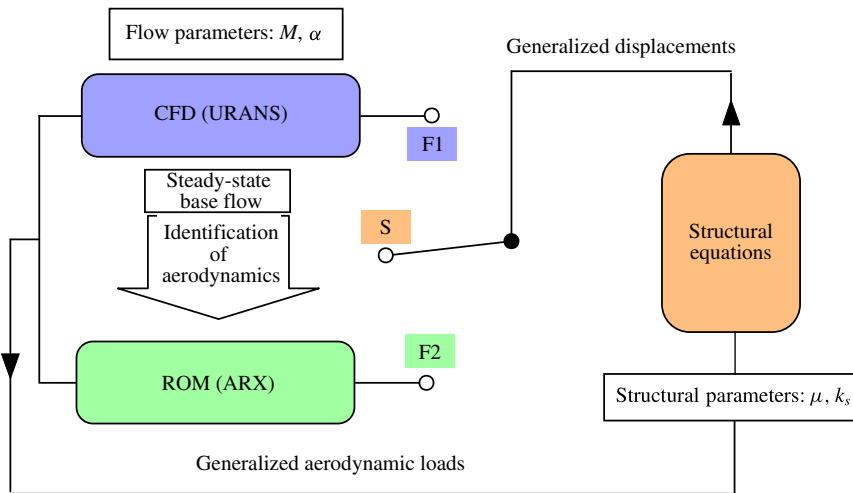 Flow parameters: M, α
Generalized displacements
CFD (URANS)
F1
Steady-state
base flow
S
Identification
of
aerodynamics
Structural
equations
F2
ROM (ARX)
Structural parameters: μ, kₛ
Generalized aerodynamic loads